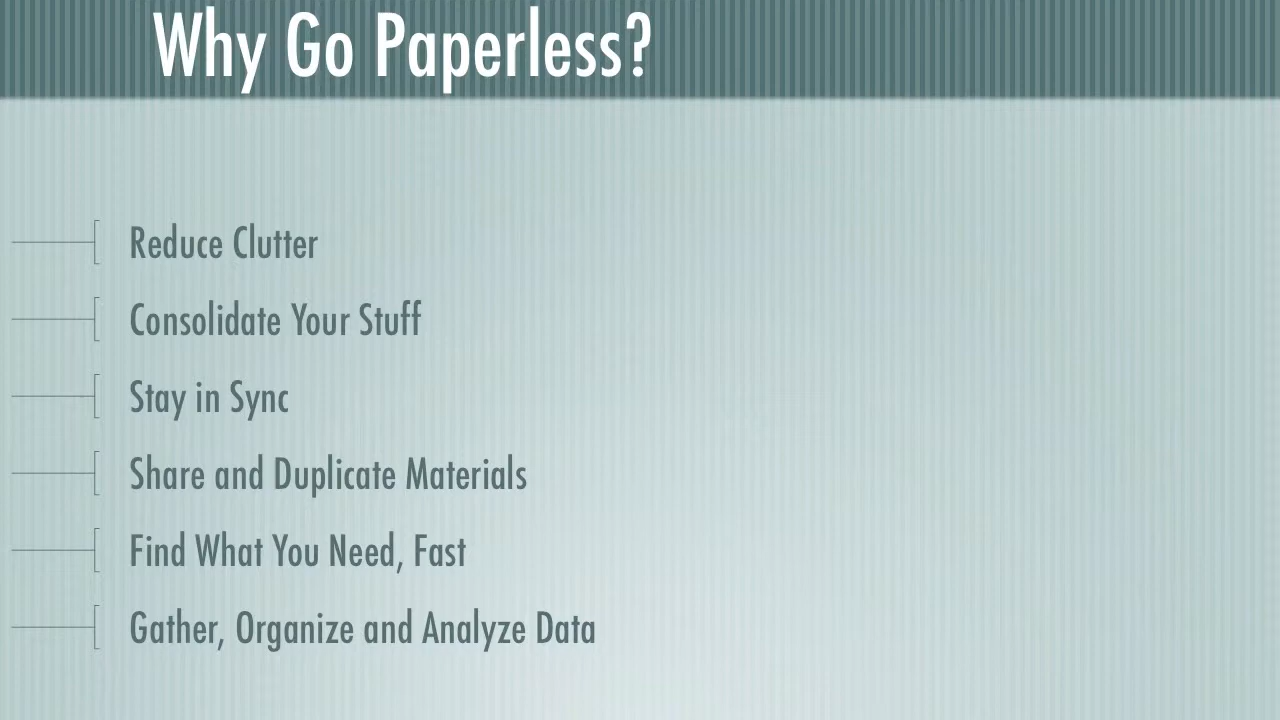 Why Go Paperless?
Reduce Clutter
Consolidate Your Stuff
Stay in Sync
Share and Duplicate Materials
Find What You Need, Fast
Gather, Organize and Analyze Data